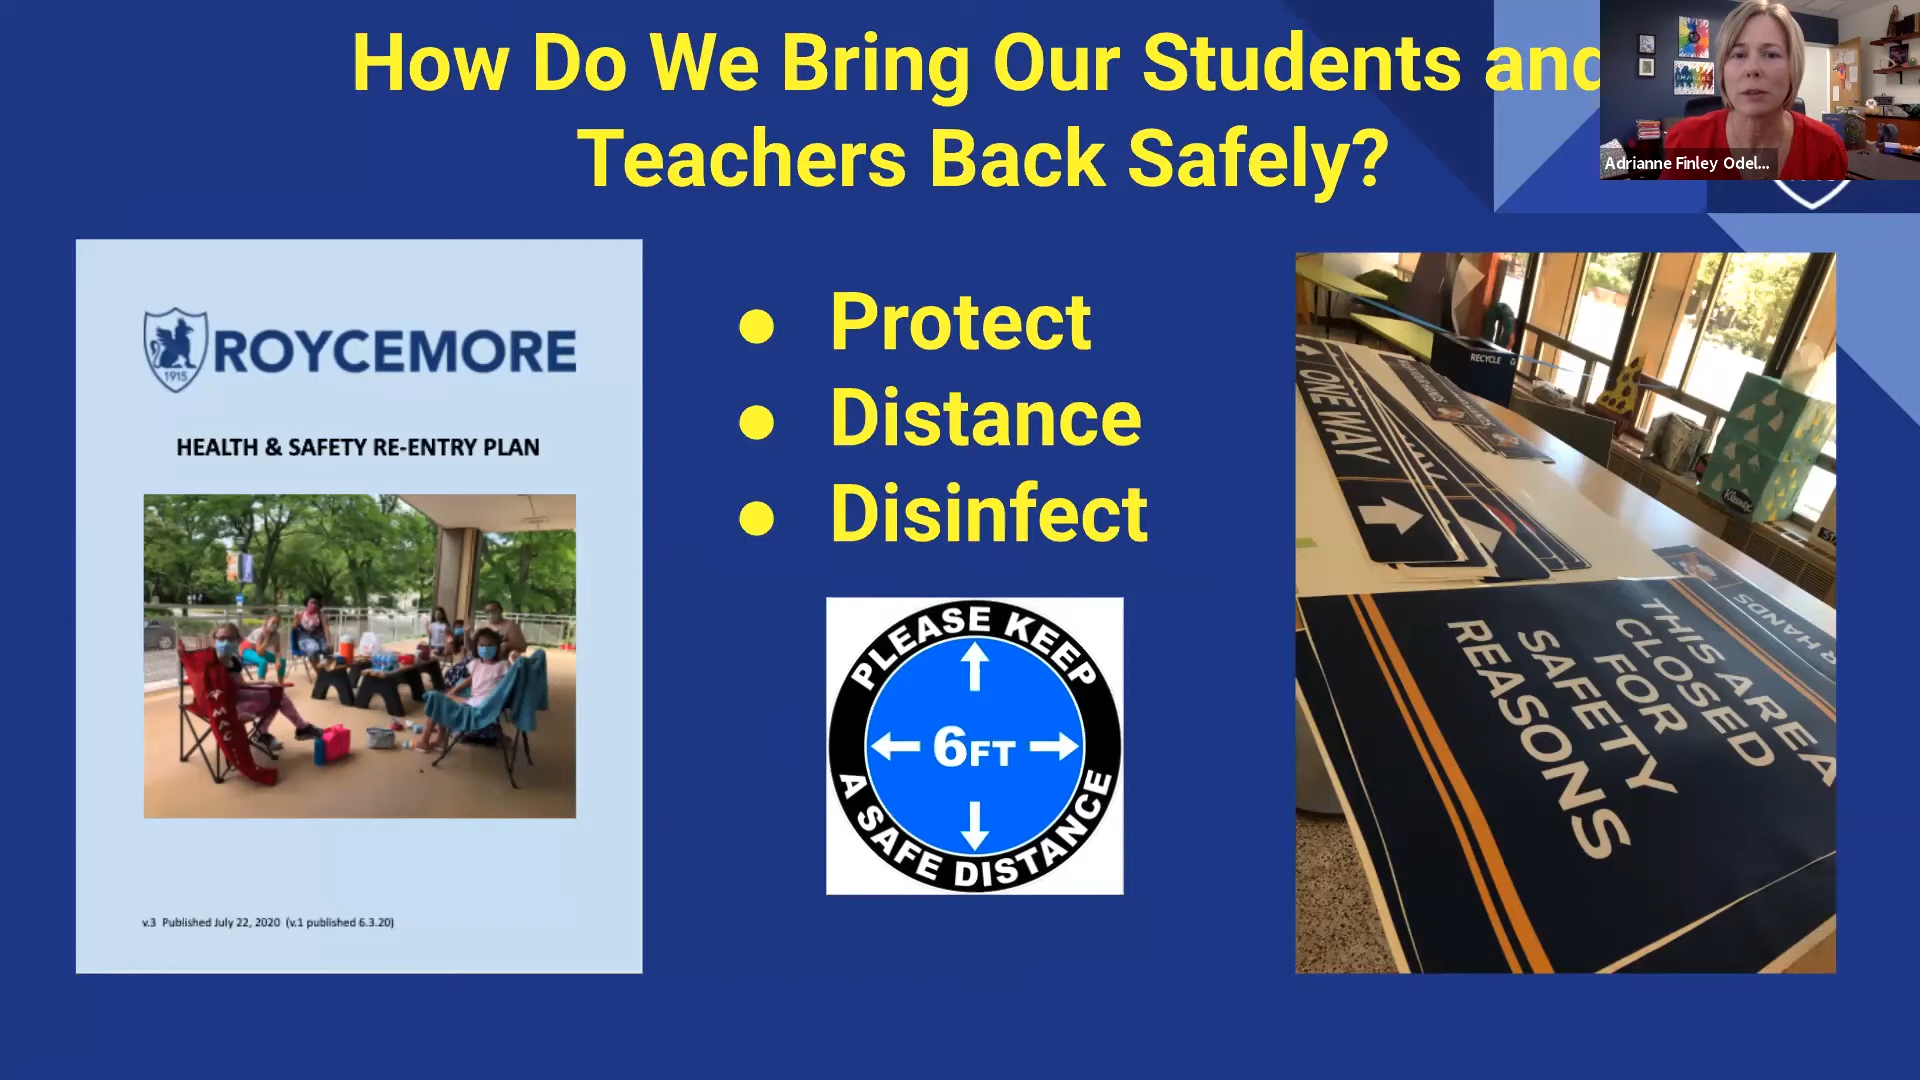 How Do We Bring Our Students and
Teachers Back Safely?
Adrianne Finley Odel...
ROYCEMORE
1915
HEALTH & SAFETY RE-ENTRY PLAN
v.3 Published July 22, 2020 (v.1 published 6.3.20)
● Protect
● Distance
● Disinfect
PLEASE KEEP
6FT
A SAFE DISTANCE
RECYCLE
ONE WAY
Kleenex
HANDS
THIS AREA
CLOSED
FOR
SAFETY
REASONS